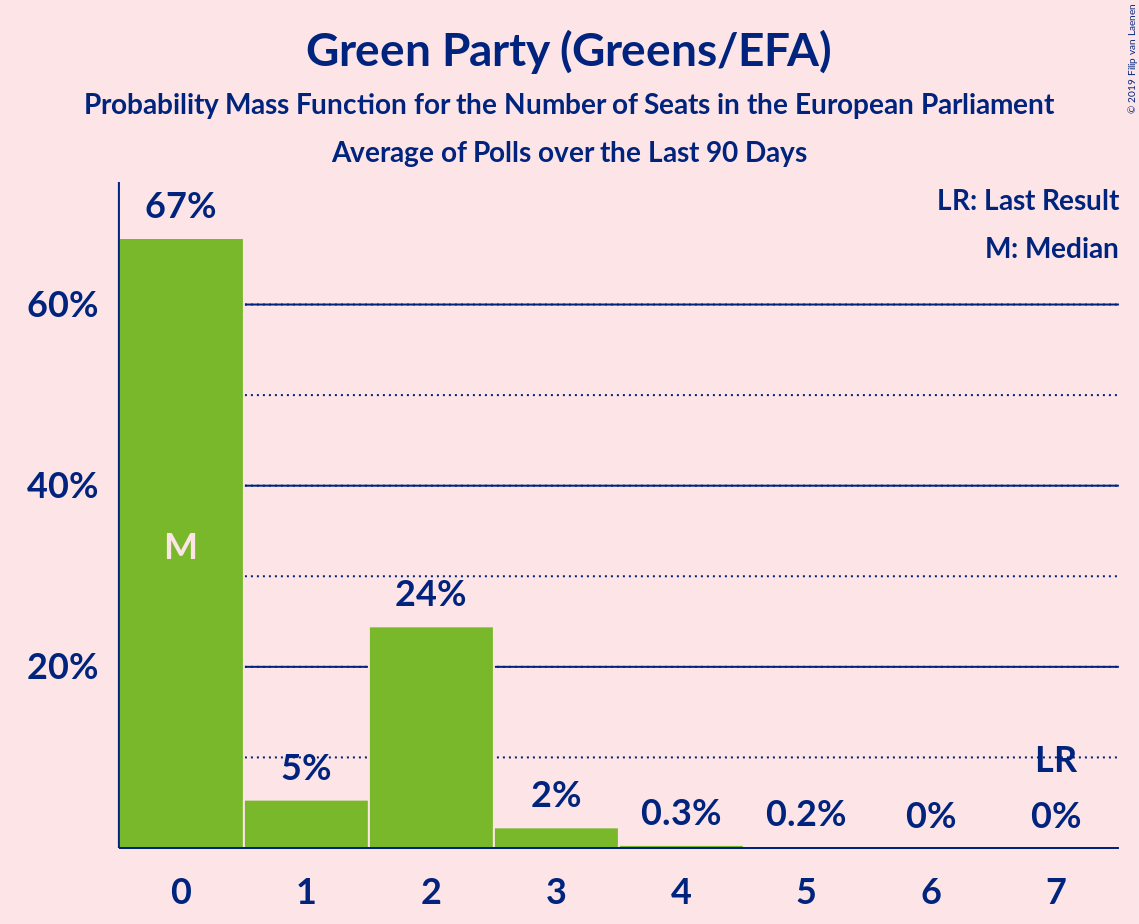 Green Party (Greens/EFA)
Probability Mass Function for the Number of Seats in the European Parliament
Average of Polls over the Last 90 Days
© 2019 Filip van Laenen
LR: Last Result
M: Median
67%
60%
40%
M
24%
20%
5%
2%
0.3%
0.2%
0%
LR
0%
0 1 2 3 4 5 6 7